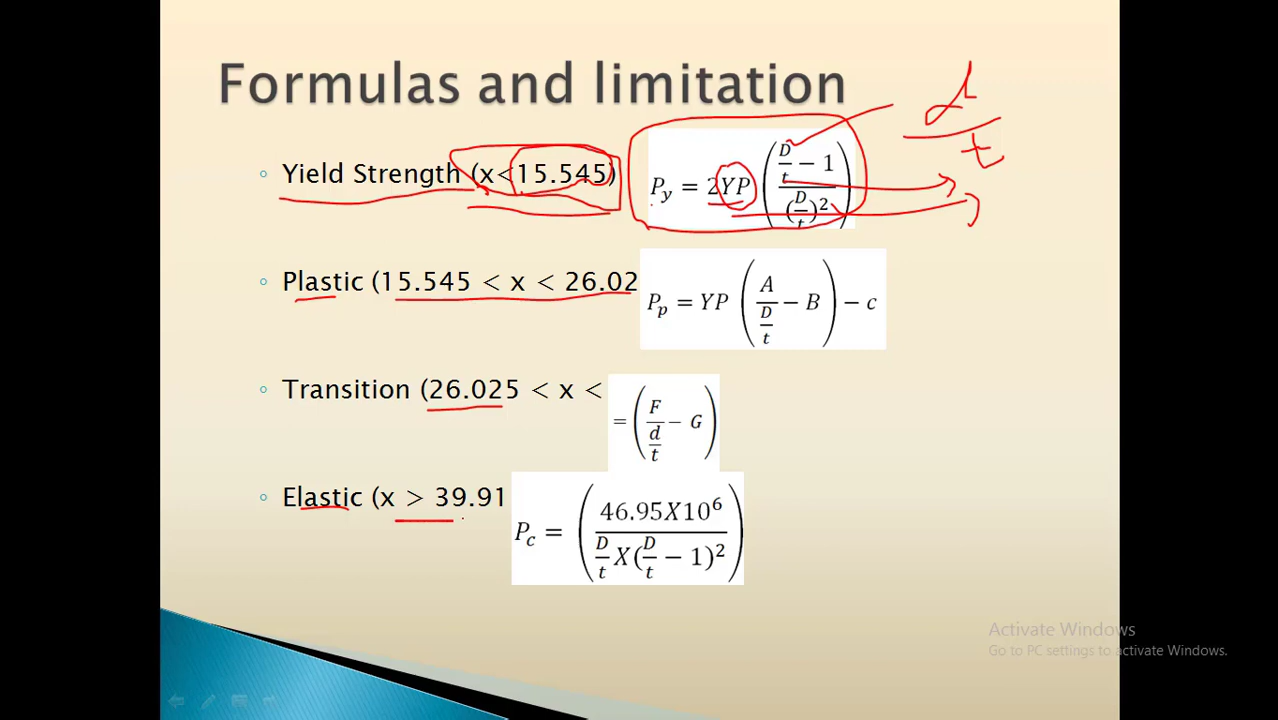 Formulas and limitation
d/t
Yield Strength (x<15.545) P_y = 2YP ((D/t − 1)/(D/t)^2)
Plastic (15.545 < x < 26.02 P_p = YP (A/(D/t) − B) − c
Transition (26.025 < x < = (F/(d/t) − G)
Elastic (x > 39.91 P_c = (46.95X10^6/(D/t X(D/t − 1)^2))
Activate Windows
Go to PC settings to activate Windows.